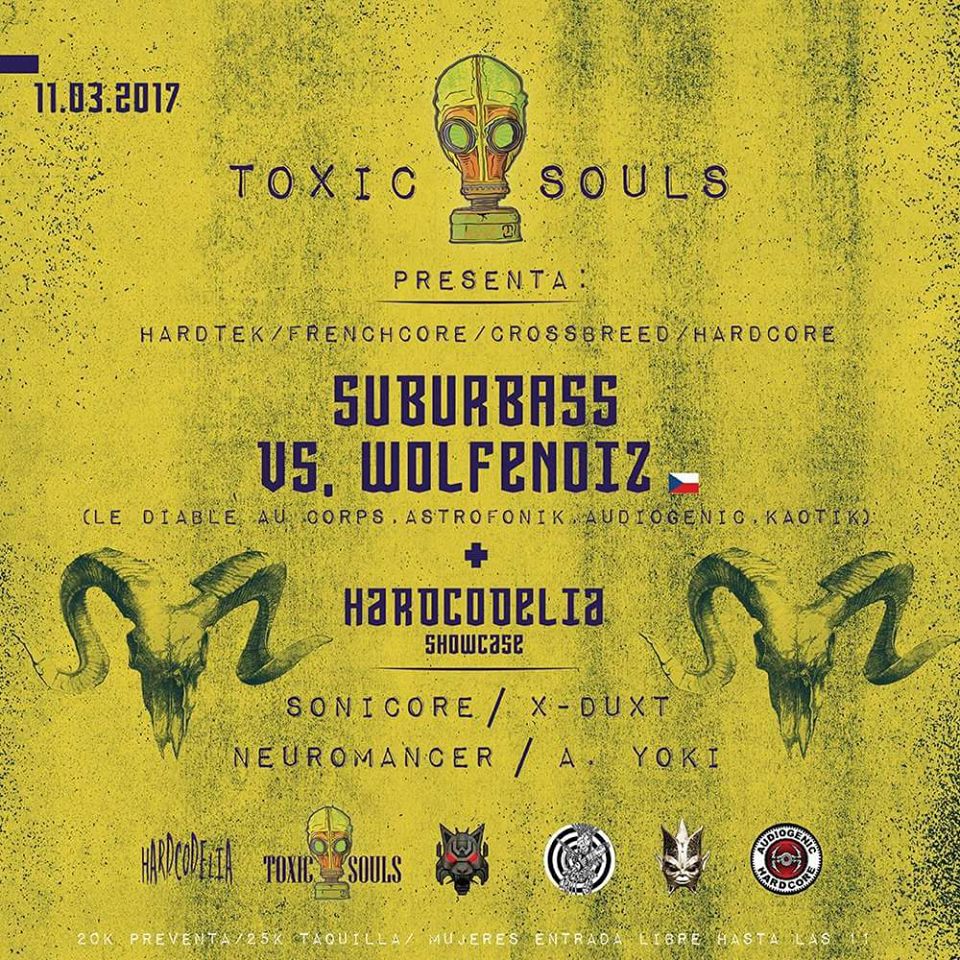 11.03.2017
TOXIC SOULS
PRESENTA:
HARDTEK/FRENCHCORE/CROSSBREED/HARDCORE
SUBURBASS
VS. WOLFENOIZ
(LE DIABLE AU CORPS.ASTROFONIK.AUDIOGENIC.KAOTIK)
+
HARDCODELIA
SHOWCASE
SONICORE / X-DUXT
NEUROMANCER / A. YOKI
HARDCODELIA
TOXIC SOULS
AUDIOGENIC
HARDCORE
20K PREVENTA/25K TAQUILLA/ MUJERES ENTRADA LIBRE HASTA LAS 11